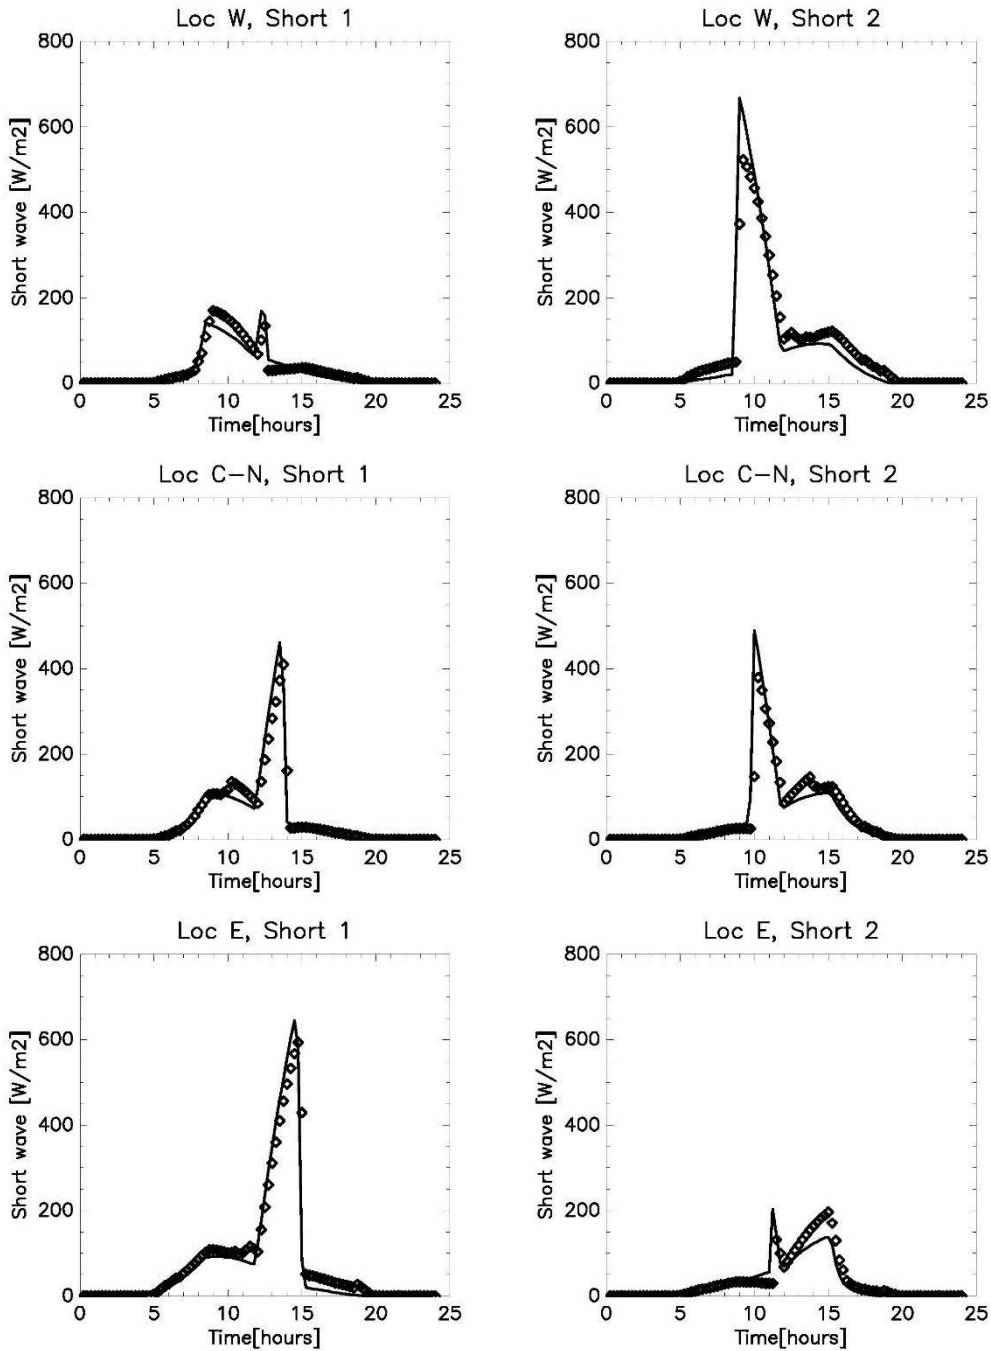 Loc W, Short 1
Short wave [W/m2]
800
600
400
200
0
0 5 10 15 20 25
Time[hours]
Loc W, Short 2
Short wave [W/m2]
800
600
400
200
0
0 5 10 15 20 25
Time[hours]
Loc C-N, Short 1
Short wave [W/m2]
800
600
400
200
0
0 5 10 15 20 25
Time[hours]
Loc C-N, Short 2
Short wave [W/m2]
800
600
400
200
0
0 5 10 15 20 25
Time[hours]
Loc E, Short 1
Short wave [W/m2]
800
600
400
200
0
0 5 10 15 20 25
Time[hours]
Loc E, Short 2
Short wave [W/m2]
800
600
400
200
0
0 5 10 15 20 25
Time[hours]